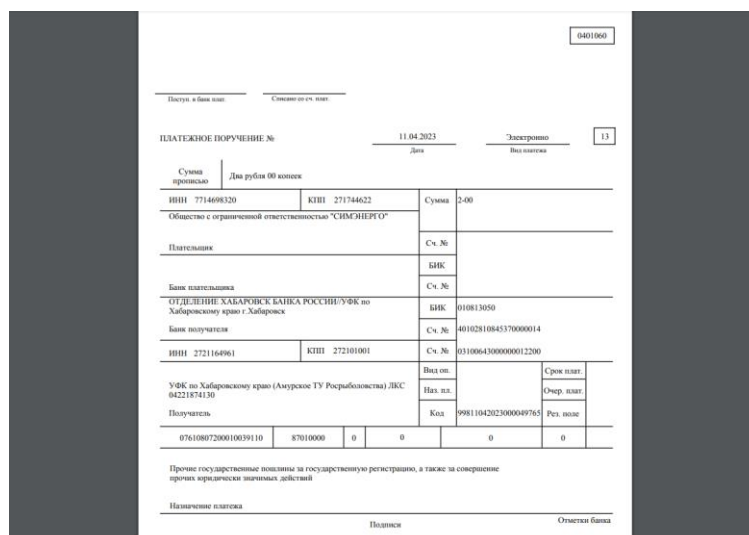 0401060
Поступ. в банк плат.
Списано со сч. плат.
ПЛАТЕЖНОЕ ПОРУЧЕНИЕ №
11.04.2023
Электронно
13
Дата
Вид платежа
Сумма
прописью
Два рубля 00 копеек
ИНН 7714698320
КПП 271744622
Сумма
2-00
Общество с ограниченной ответственностью "СИМЭНЕРГО"
Плательщик
Сч. №
БИК
Банк плательщика
Сч. №
ОТДЕЛЕНИЕ ХАБАРОВСК БАНКА РОССИИ//УФК по
Хабаровскому краю г.Хабаровск
БИК
010813050
Банк получателя
Сч. №
40102810845370000014
ИНН 2721164961
КПП 272101001
Сч. №
03100643000000012200
Вид оп.
Срок плат.
УФК по Хабаровскому краю (Амурское ТУ Росрыболовства) ЛКС
04221874130
Наз. пл.
Очер. плат.
Получатель
Код
99811042023000049765
Рез. поле
07610807200010039110
87010000
0
0
0
0
Прочие государственные пошлины за государственную регистрацию, а также за совершение
прочих юридически значимых действий
Назначение платежа
Подписи
Отметки банка